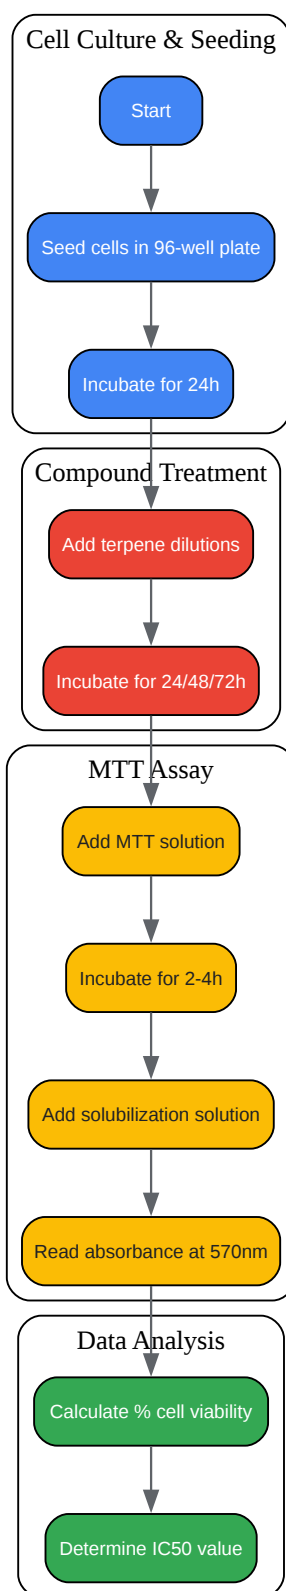 Cell Culture & Seeding
Start
Seed cells in 96-well plate
Incubate for 24h
Compound Treatment
Add terpene dilutions
Incubate for 24/48/72h
MTT Assay
Add MTT solution
Incubate for 2-4h
Add solubilization solution
Read absorbance at 570nm
Data Analysis
Calculate % cell viability
Determine IC50 value